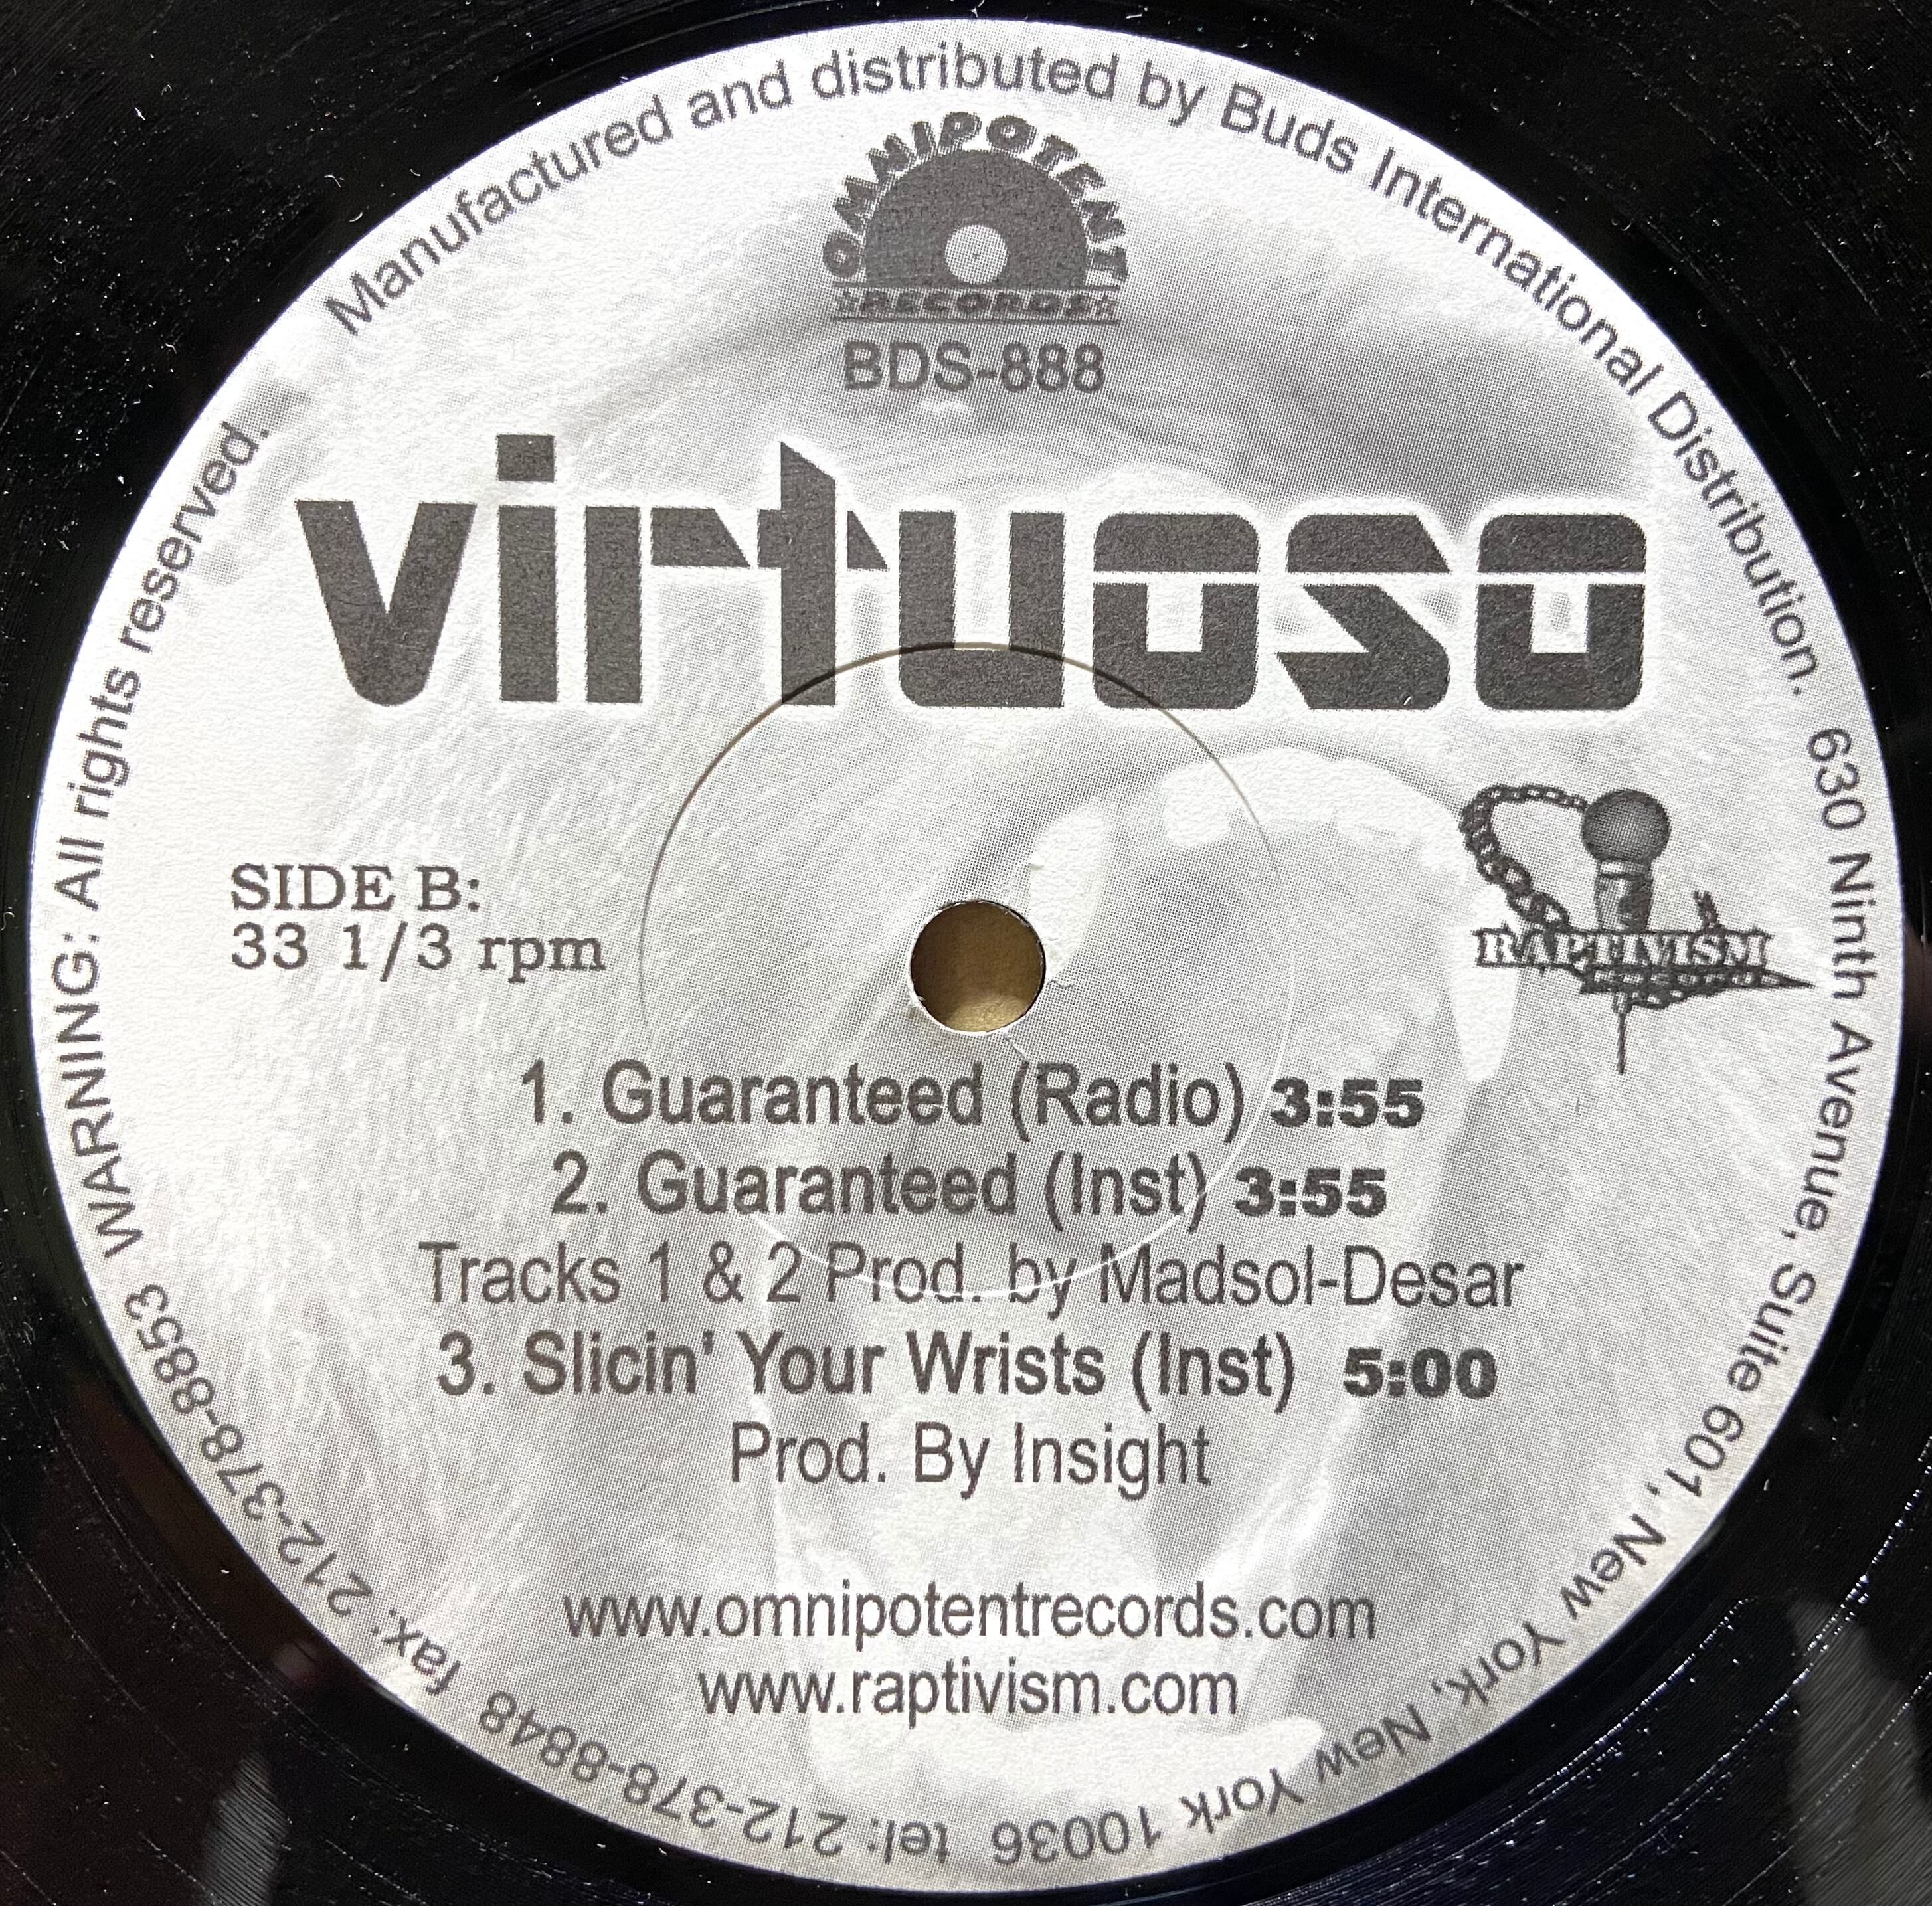 Manufactured and distributed by Buds International Distribution. 630 Ninth Avenue, Suite 601, New York, New York 10036 tel: 212-378-8848 fax: 212-378-8853 WARNING: All rights reserved.
OMNIPOTENT
RECORDS
BDS-888
virtuoso
SIDE B:
33 1/3 rpm
RAPTIVISM
RECORDS
1. Guaranteed (Radio) 3:55
2. Guaranteed (Inst) 3:55
Tracks 1 & 2 Prod. by Madsol-Desar
3. Slicin' Your Wrists (Inst) 5:00
Prod. By Insight
www.omnipotentrecords.com
www.raptivism.com